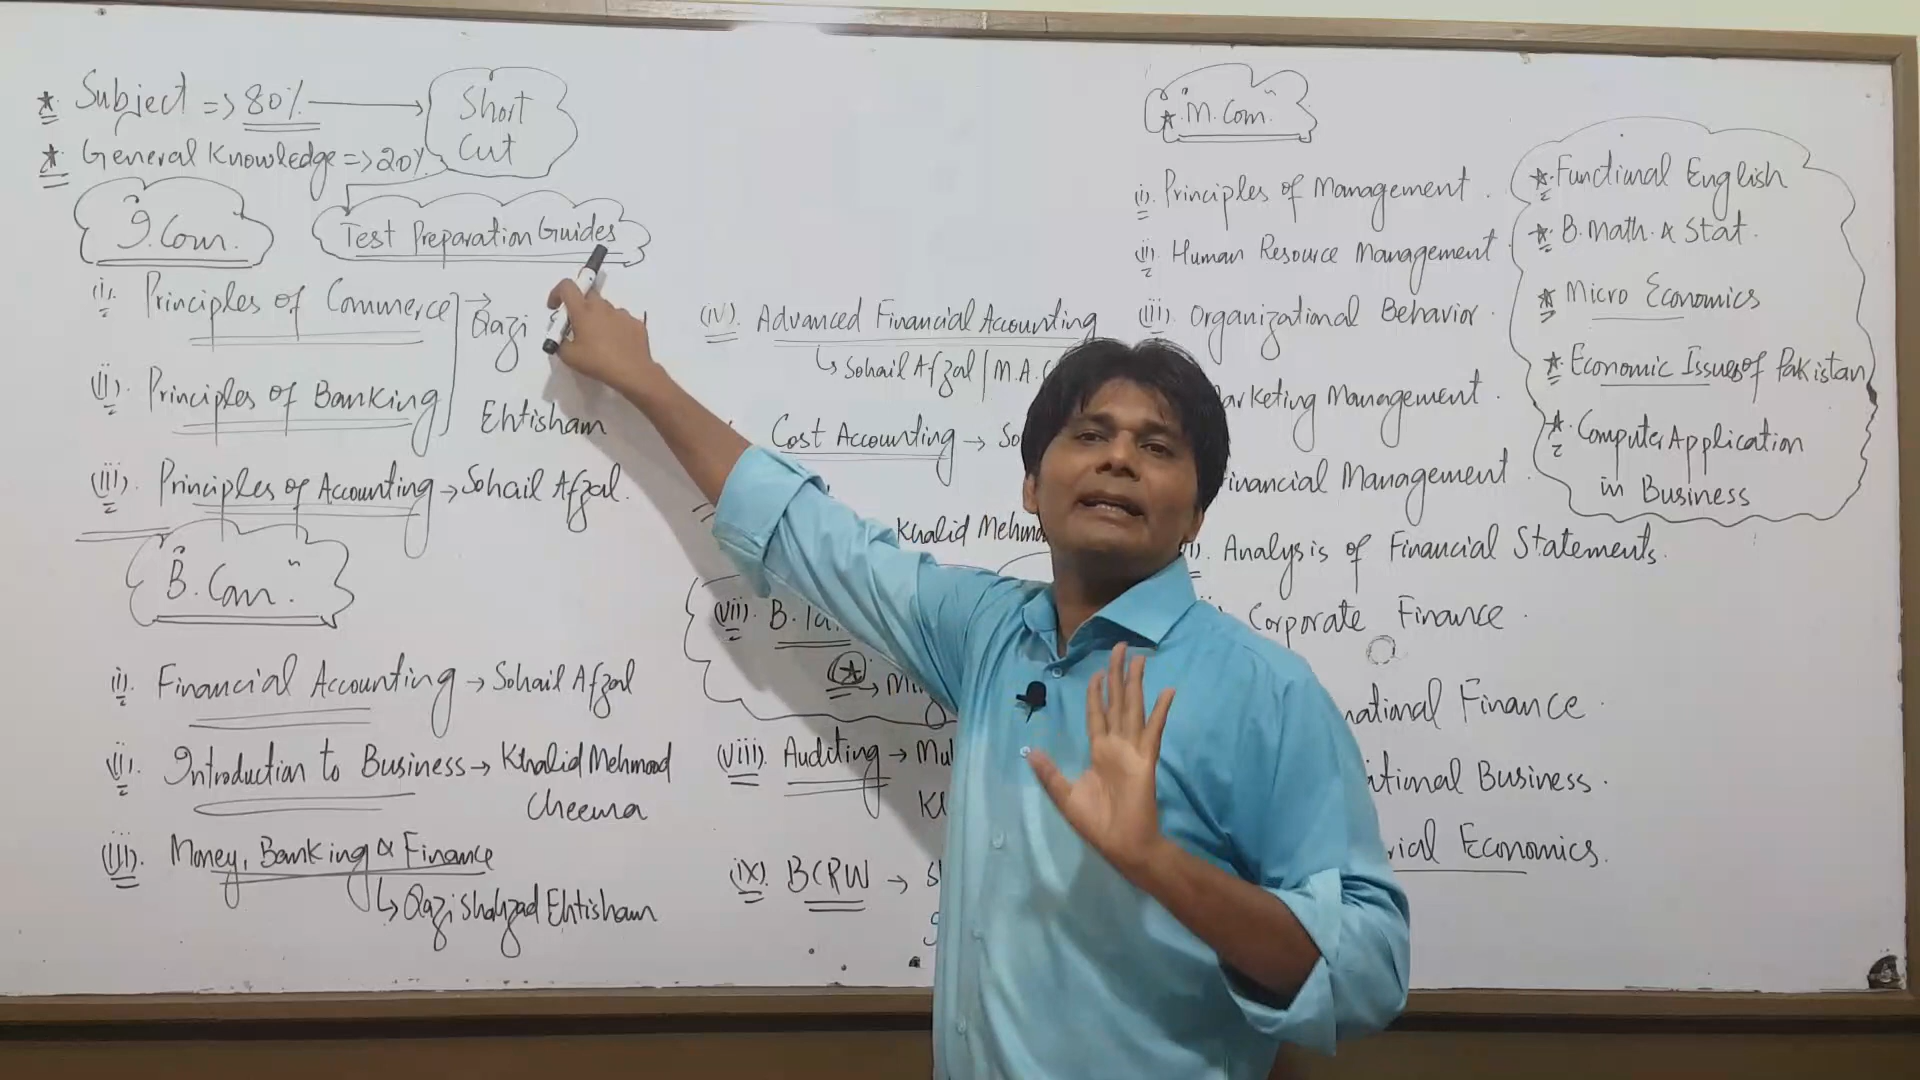 * Subject => 80% → Short Cut
* General Knowledge => 20%
"I.Com."
Test Preparation Guides
(i). Principles of Commerce → Qazi
(ii). Principles of Banking
Ehtisham
(iii). Principles of Accounting → Sohail Afzal.
"B.Com."
(i). Financial Accounting → Sohail Afzal
(ii). Introduction to Business → Khalid Mehmood
Cheema
(iii). Money, Banking & Finance
↳ Qazi Shahzad Ehtisham
(iv). Advanced Financial Accounting
↳ Sohail Afzal | M.A.
Cost Accounting →
Khalid
(vii).
(viii). Auditing →
(ix). BCRW →
* "M.Com."
(i). Principles of Management.
(ii). Human Resource Management
(iii). Organizational Behavior.
Management.
Management.
Analysis of Financial Statements.
Corporate Finance.
Finance.
Business.
Economics.
* Functional English
* B.Math. & Stat.
* Micro Economics
* Economic Issues of Pakistan
* Computer Application
in Business